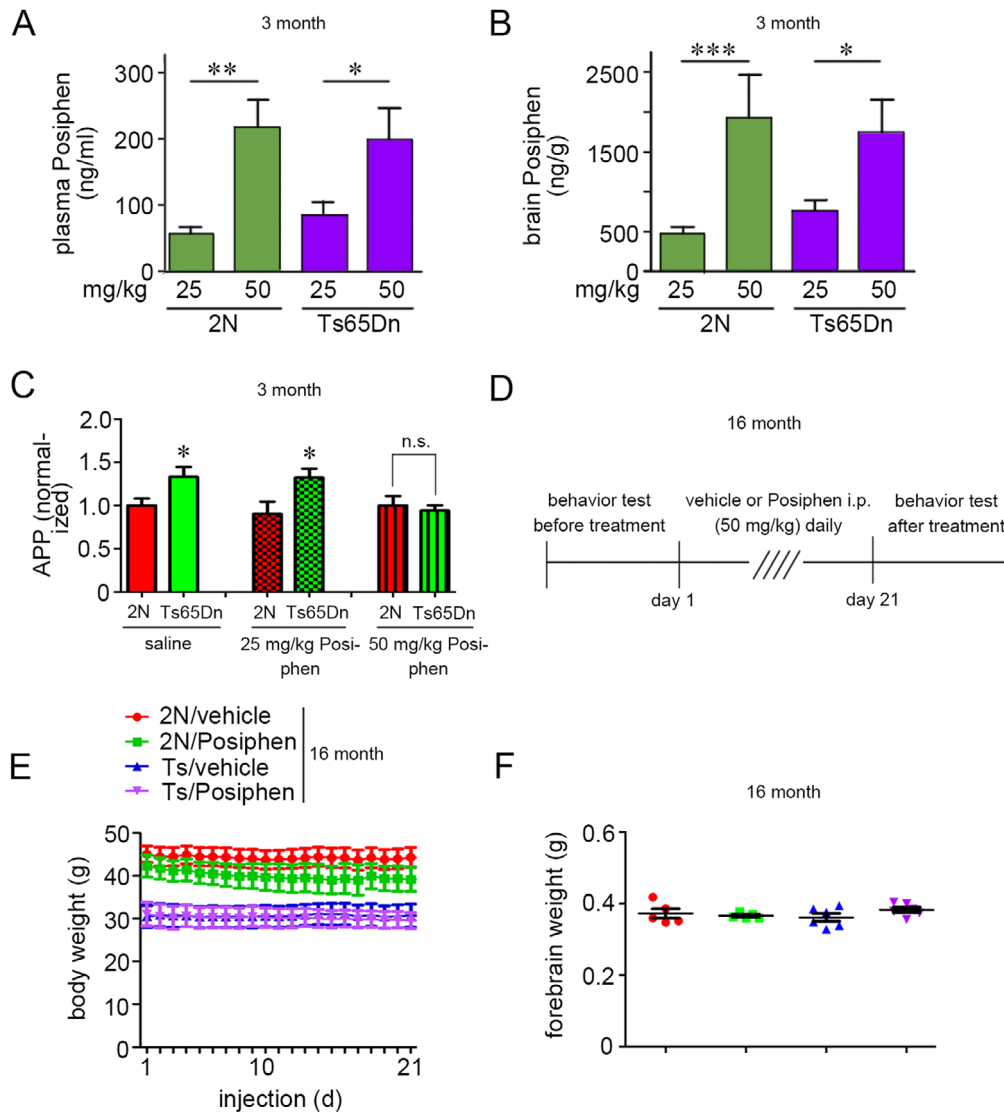 A
3 month
plasma Posiphen
(ng/ml)
300
200
100
0
**
*
mg/kg
25
50
25
50
2N
Ts65Dn
B
3 month
brain Posiphen
(ng/g)
2500
1500
500
0
***
*
mg/kg
25
50
25
50
2N
Ts65Dn
C
3 month
APP (normal-
ized)
2.0
1.5
1.0
0.5
0
*
*
n.s.
2N
Ts65Dn
2N
Ts65Dn
2N
Ts65Dn
saline
25 mg/kg Posi-
phen
50 mg/kg Posi-
phen
D
16 month
behavior test
before treatment
vehicle or Posiphen i.p.
(50 mg/kg) daily
behavior test
after treatment
day 1
day 21
2N/vehicle
2N/Posiphen
Ts/vehicle
Ts/Posiphen
16 month
E
body weight (g)
50
40
30
20
10
0
1
10
21
injection (d)
F
16 month
forebrain weight (g)
0.6
0.4
0.2
0